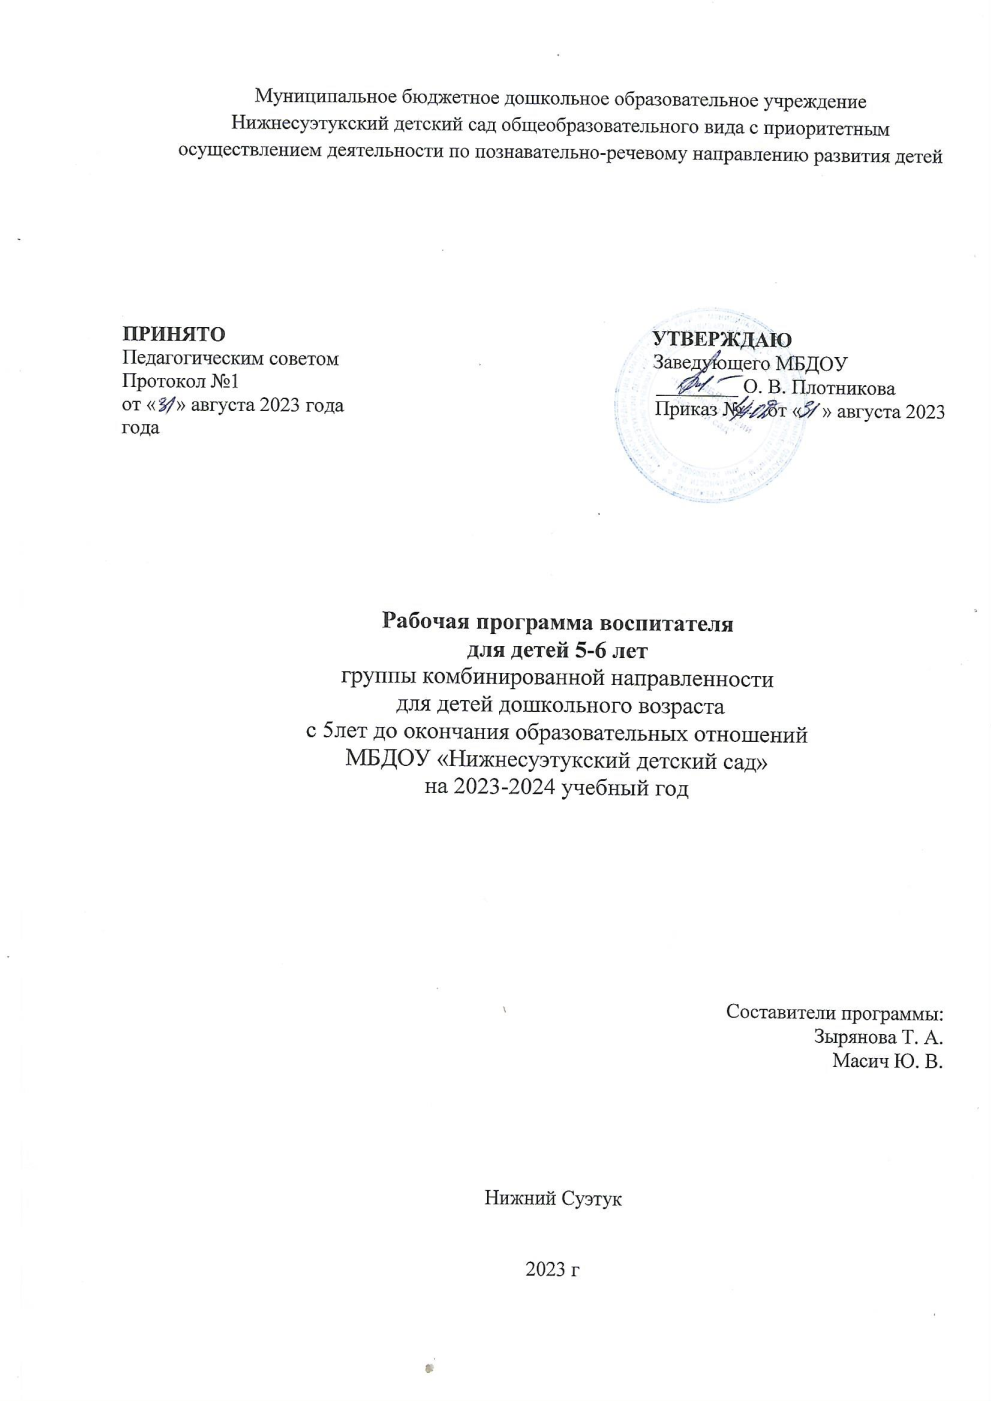 Муниципальное бюджетное дошкольное образовательное учреждение
Нижнесуэтукский детский сад общеобразовательного вида с приоритетным
осуществлением деятельности по познавательно-речевому направлению развития детей
ПРИНЯТО
Педагогическим советом
Протокол №1
от «31» августа 2023 года
года
УТВЕРЖДАЮ
Заведующего МБДОУ
________ О. В. Плотникова
Приказ № от «31» августа 2023
Рабочая программа воспитателя
для детей 5-6 лет
группы комбинированной направленности
для детей дошкольного возраста
с 5лет до окончания образовательных отношений
МБДОУ «Нижнесуэтукский детский сад»
на 2023-2024 учебный год
Составители программы:
Зырянова Т. А.
Масич Ю. В.
Нижний Суэтук
2023 г